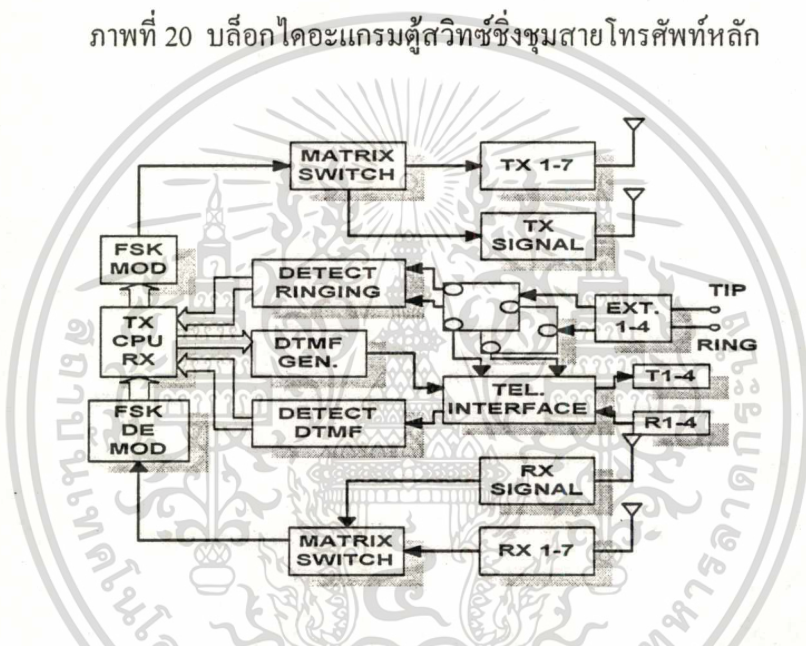 ภาพที่ 20 บล็อกไดอะแกรมตู้สวิทซ์ชิ่งชุมสายโทรศัพท์หลัก
MATRIX
SWITCH
TX 1-7
TX
SIGNAL
FSK
MOD
DETECT
RINGING
TIP
EXT.
1-4
RING
TX
CPU
RX
DTMF
GEN.
TEL.
INTERFACE
T1-4
R1-4
FSK
DE
MOD
DETECT
DTMF
RX
SIGNAL
MATRIX
SWITCH
RX 1-7